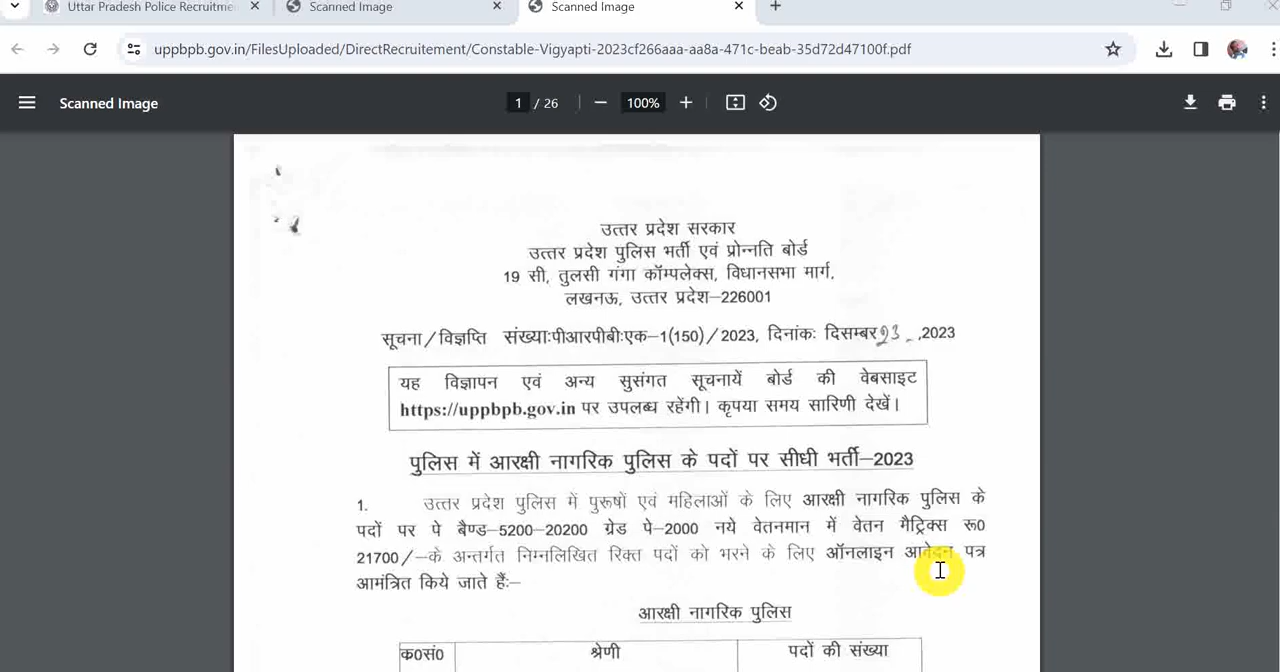 Uttar Pradesh Police Recruitme
Scanned Image
Scanned Image
uppbpb.gov.in/FilesUploaded/DirectRecruitement/Constable-Vigyapti-2023cf266aaa-aa8a-471c-beab-35d72d47100f.pdf
Scanned Image
1 / 26
100%
उत्तर प्रदेश सरकार
उत्तर प्रदेश पुलिस भर्ती एवं प्रोन्नति बोर्ड
19 सी, तुलसी गंगा कॉम्पलेक्स, विधानसभा मार्ग,
लखनऊ, उत्तर प्रदेश–226001
सूचना/विज्ञप्ति संख्याःपीआरपीबीःएक–1(150)/2023, दिनांकः दिसम्बर 23 ,2023
यह विज्ञापन एवं अन्य सुसंगत सूचनायें बोर्ड की वेबसाइट
https://uppbpb.gov.in पर उपलब्ध रहेंगी। कृपया समय सारिणी देखें।
पुलिस में आरक्षी नागरिक पुलिस के पदों पर सीधी भर्ती–2023
1. उत्तर प्रदेश पुलिस में पुरूषों एवं महिलाओं के लिए आरक्षी नागरिक पुलिस के
पदों पर पे बैण्ड–5200–20200 ग्रेड पे–2000 नये वेतनमान में वेतन मैट्रिक्स रू0
21700/–के अन्तर्गत निम्नलिखित रिक्त पदों को भरने के लिए ऑनलाइन आवेदन पत्र
आमंत्रित किये जाते हैं:–
आरक्षी नागरिक पुलिस
क0सं0 श्रेणी पदों की संख्या